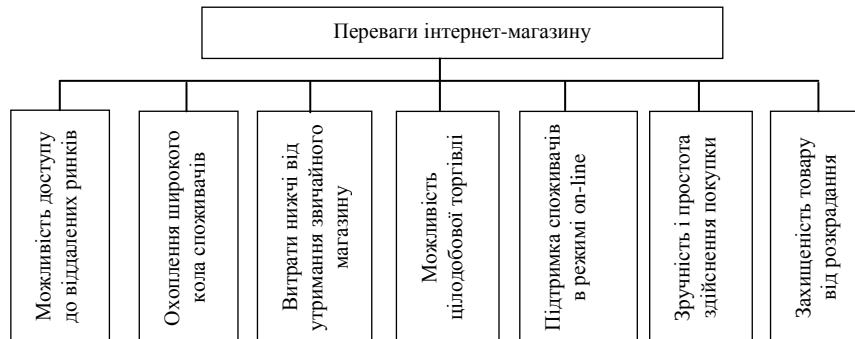 Переваги інтернет-магазину
Можливість доступу
до віддалених ринків
Охоплення широкого
кола споживачів
Витрати нижчі від
утримання звичайного
магазину
Можливість
цілодобової торгівлі
Підтримка споживачів
в режимі on-line
Зручність і простота
здійснення покупки
Захищеність товару
від розкрадання